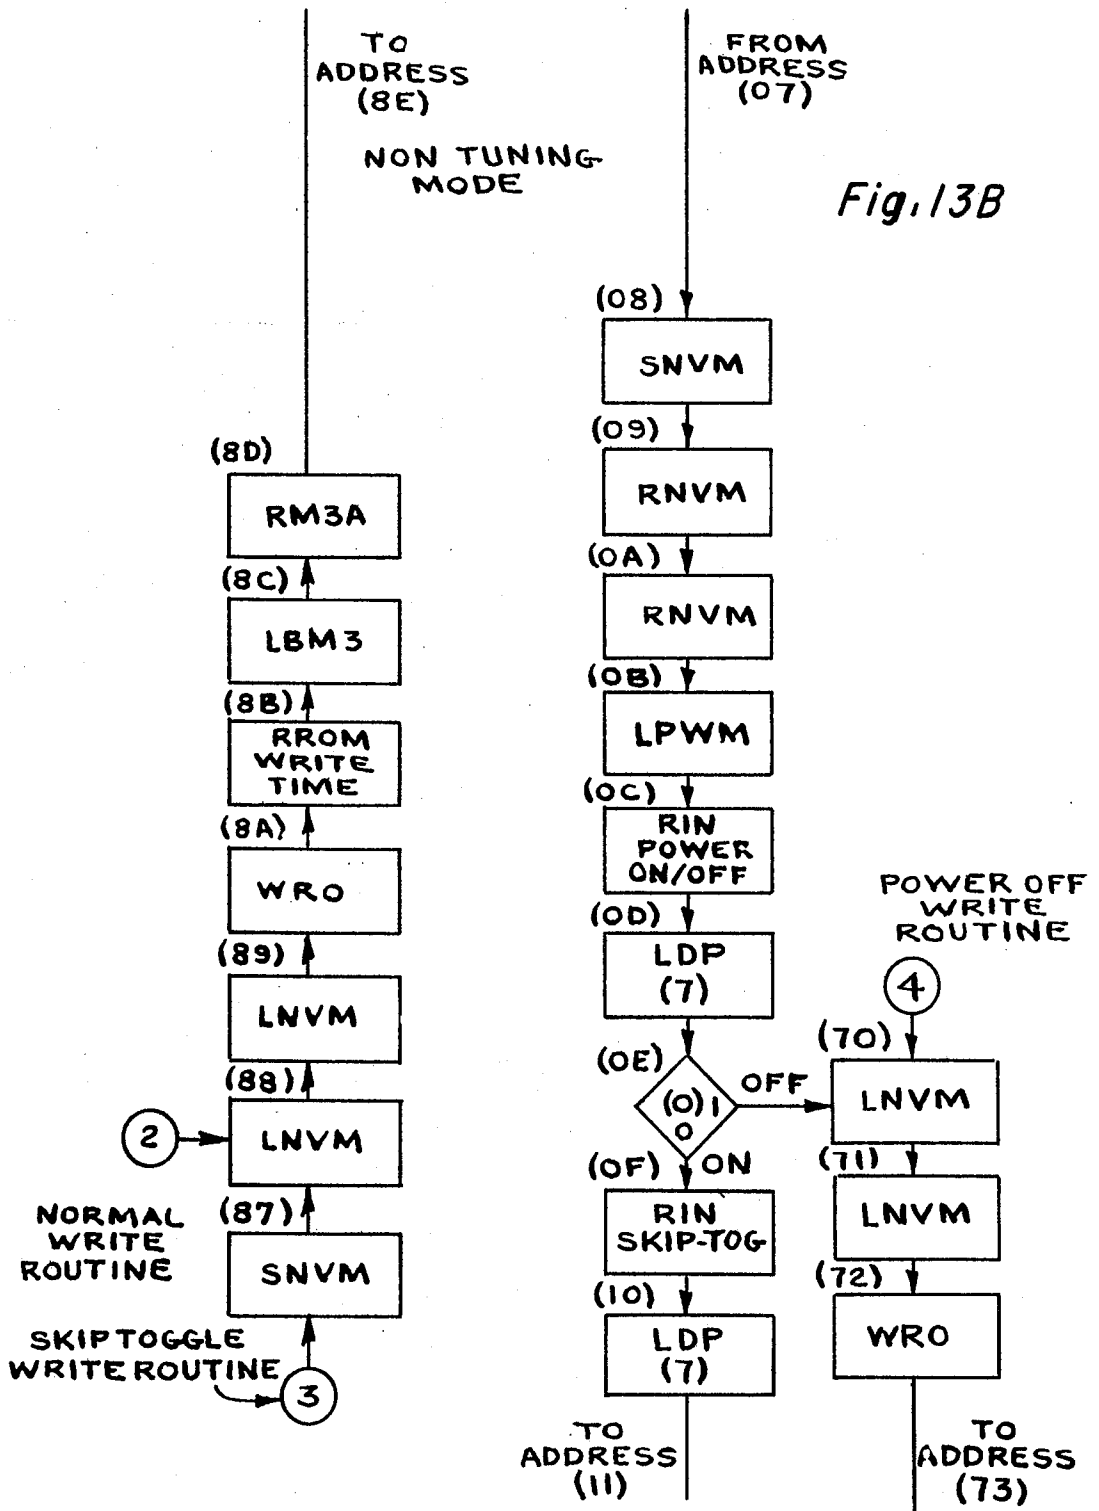 TO
ADDRESS
(8E)
NON TUNING
MODE
FROM
ADDRESS
(07)
Fig. 13B
(8D)
RM3A
(8C)
LBM3
(8B)
RROM
WRITE
TIME
(8A)
WRO
(89)
LNVM
(88)
LNVM
2
NORMAL
WRITE
ROUTINE
(87)
SNVM
SKIP TOGGLE
WRITE ROUTINE
3
(08)
SNVM
(09)
RNVM
(0A)
RNVM
(0B)
LPWM
(0C)
RIN
POWER
ON/OFF
(0D)
LDP
(7)
(0E)
(0) 1
0
OFF
ON
(0F)
RIN
SKIP-TOG
(10)
LDP
(7)
TO
ADDRESS
(11)
POWER OFF
WRITE
ROUTINE
4
(70)
LNVM
(71)
LNVM
(72)
WRO
TO
ADDRESS
(73)